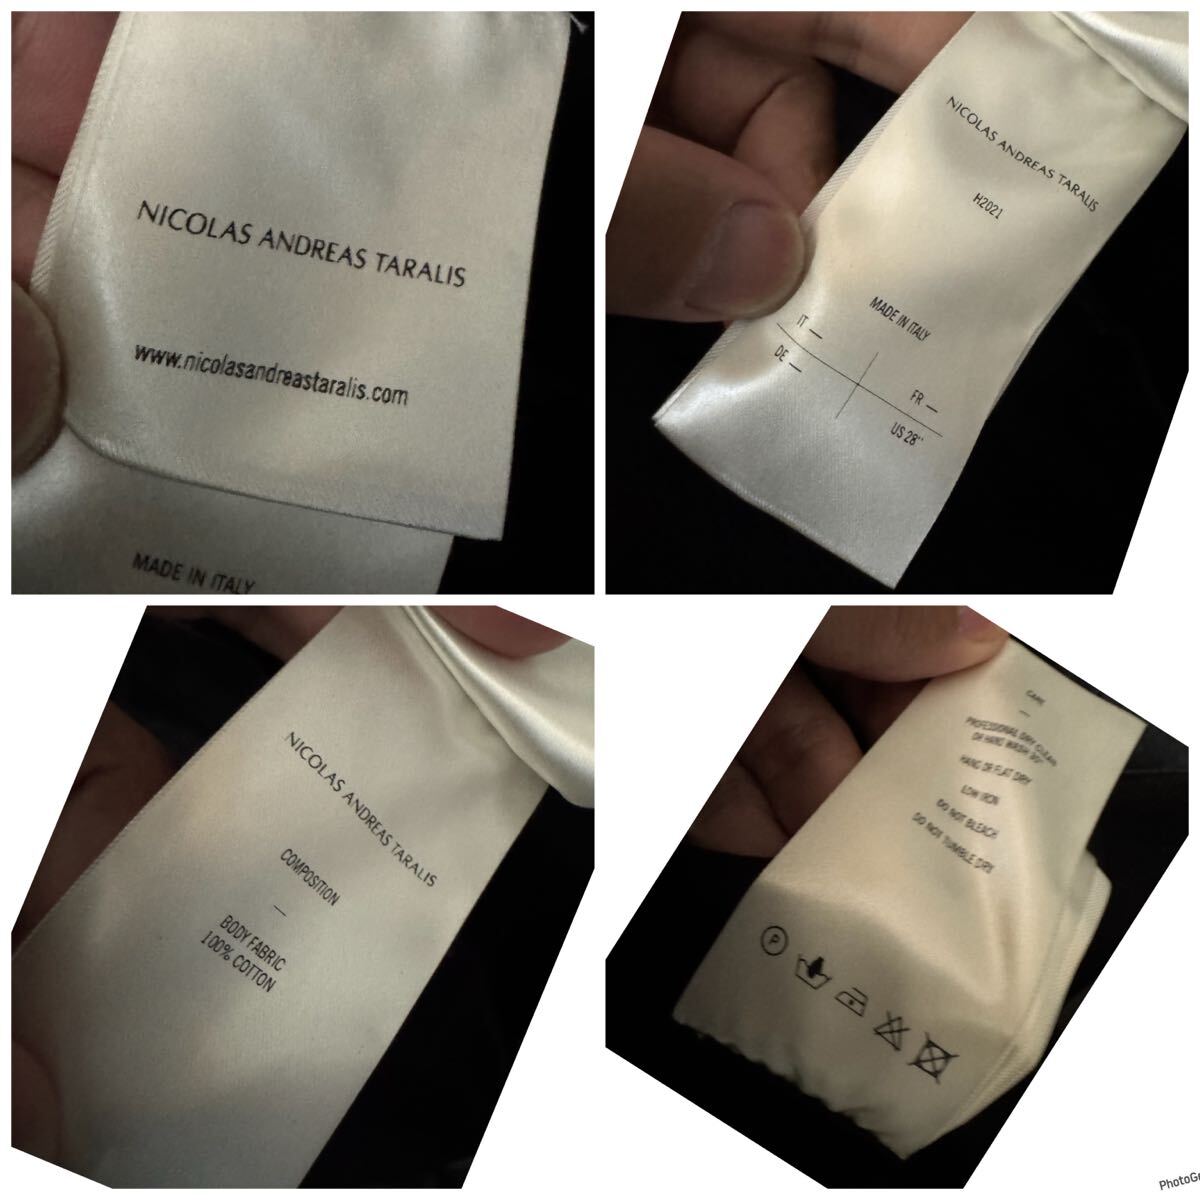 NICOLAS ANDREAS TARALIS
www.nicolasandreastaralis.com
MADE IN ITALY
NICOLAS ANDREAS TARALIS
H2021
MADE IN ITALY
IT —
FR —
DE —
US 28"
NICOLAS ANDREAS TARALIS
COMPOSITION
—
BODY FABRIC
100% COTTON
CARE
—
PROFESSIONAL DRY CLEAN
OR HAND WASH 30°
HANG OR FLAT DRY
LOW IRON
DO NOT BLEACH
DO NOT TUMBLE DRY
P
PhotoGr